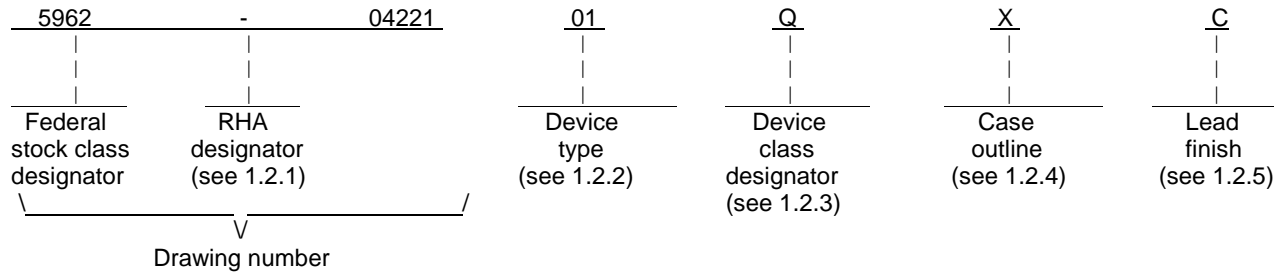 5962 - 04221 01 Q X C
Federal RHA Device Device Case Lead
stock class designator type class outline finish
designator (see 1.2.1) (see 1.2.2) designator (see 1.2.4) (see 1.2.5)
(see 1.2.3)
\/
Drawing number